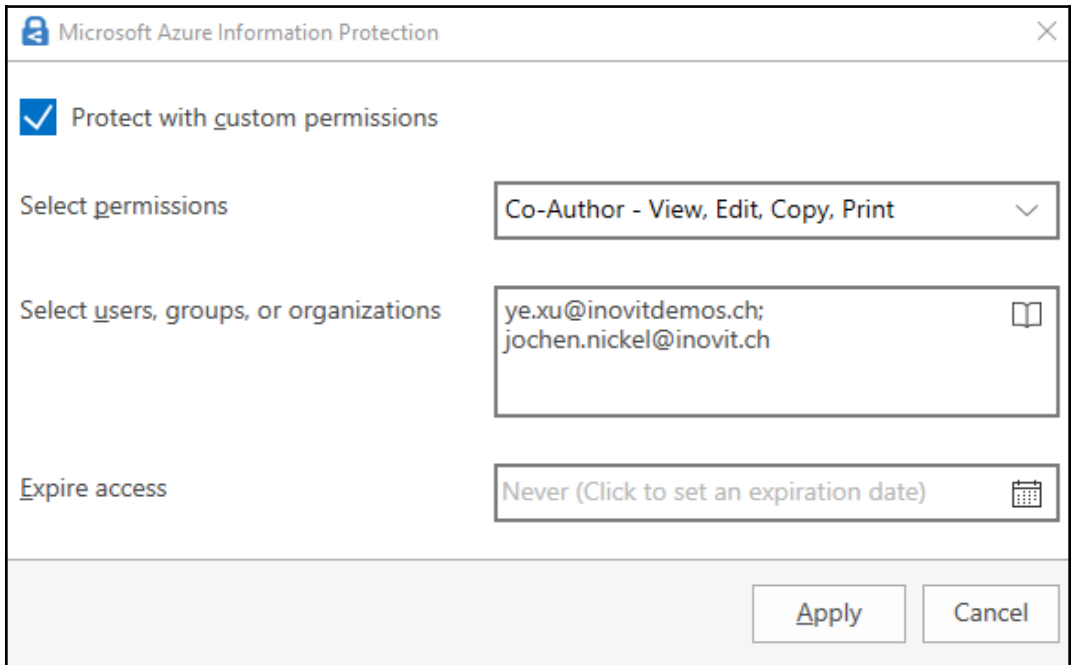 Microsoft Azure Information Protection
Protect with custom permissions
Select permissions
Co-Author - View, Edit, Copy, Print
Select users, groups, or organizations
ye.xu@inovitdemos.ch;
jochen.nickel@inovit.ch
Expire access
Never (Click to set an expiration date)
Apply
Cancel